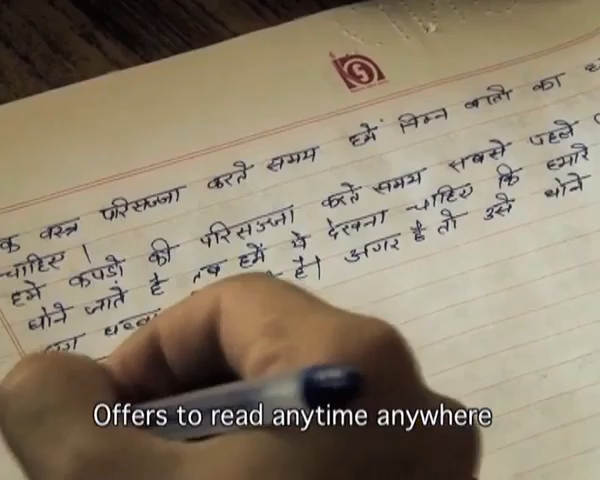 क वस्त्र परिसज्जा करते समय हमें निम्न बातो का
चाहिए।
हमें कपडो की परिसज्जा करते समय सबसे पहले
धोने जाते है तब हमें ये देखना चाहिए कि हमारे
है। अगर है तो उसे धोने
Offers to read anytime anywhere